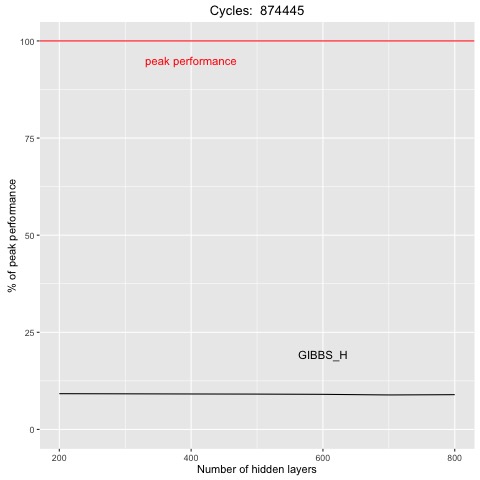 Cycles:  874445
100
peak performance
75
% of peak performance
50
25
GIBBS_H
0
200 400 600 800
Number of hidden layers